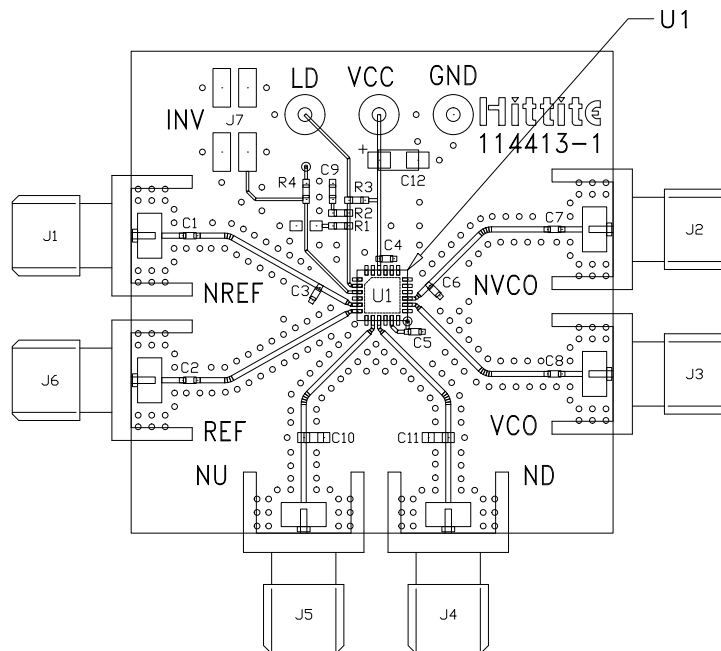 U1
LD VCC GND
INV J7
Hittite
114413-1
+
C12
R4 C9 R3
R2
R1
J1 C1 C7 J2
C4
NREF C3 U1 C6 NVCO
C5
J6 C2 C8 J3
REF VCO
C10 C11
NU ND
J5 J4